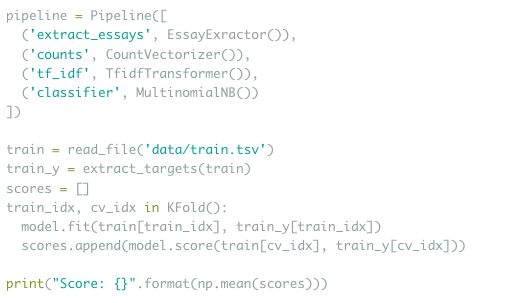 pipeline = Pipeline([
  ('extract_essays', EssayExractor()),
  ('counts', CountVectorizer()),
  ('tf_idf', TfidfTransformer()),
  ('classifier', MultinomialNB())
])

train = read_file('data/train.tsv')
train_y = extract_targets(train)
scores = []
train_idx, cv_idx in KFold():
  model.fit(train[train_idx], train_y[train_idx])
  scores.append(model.score(train[cv_idx], train_y[cv_idx]))

print("Score: {}".format(np.mean(scores)))